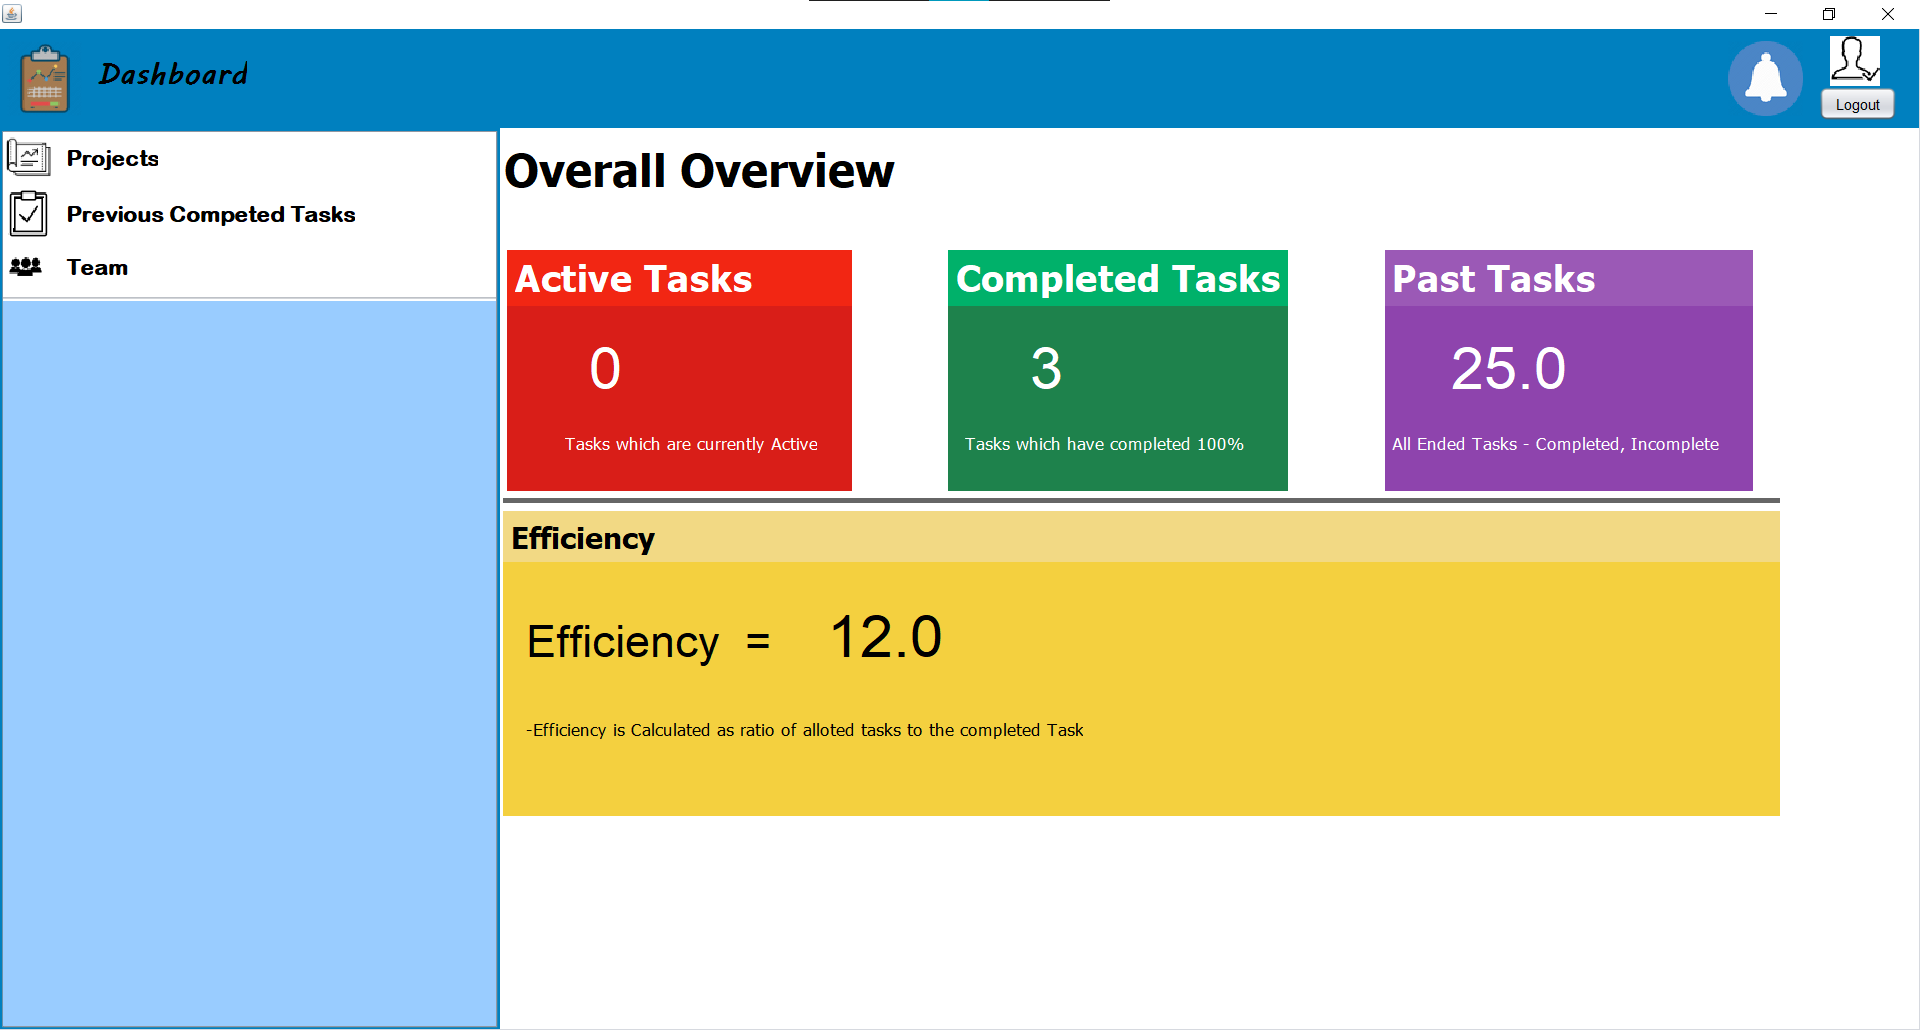 Dashboard
Logout
Projects
Previous Competed Tasks
Team
Overall Overview
Active Tasks
0
Tasks which are currently Active
Completed Tasks
3
Tasks which have completed 100%
Past Tasks
25.0
All Ended Tasks - Completed, Incomplete
Efficiency
Efficiency = 12.0
-Efficiency is Calculated as ratio of alloted tasks to the completed Task